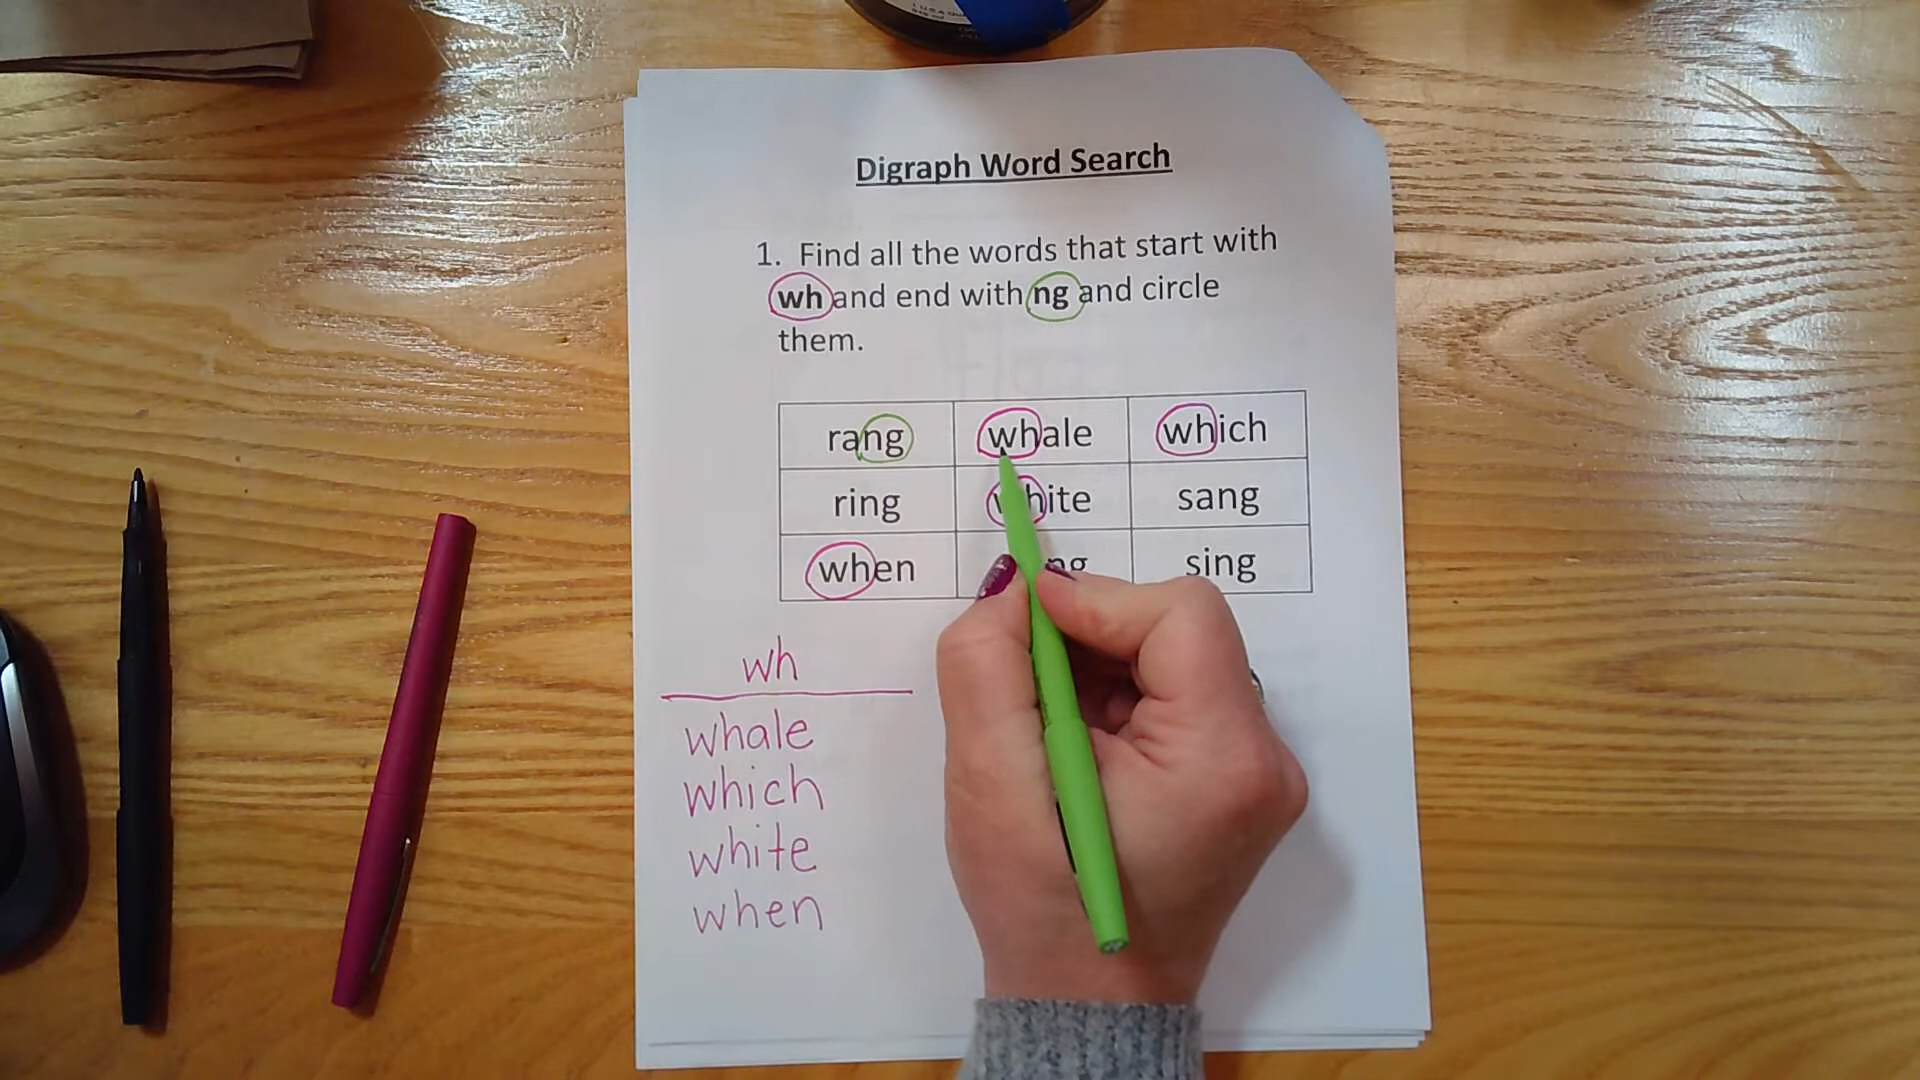 Digraph Word Search
1. Find all the words that start with
wh and end with ng and circle
them.
rang whale which
ring white sang
when sing
wh
whale
which
white
when